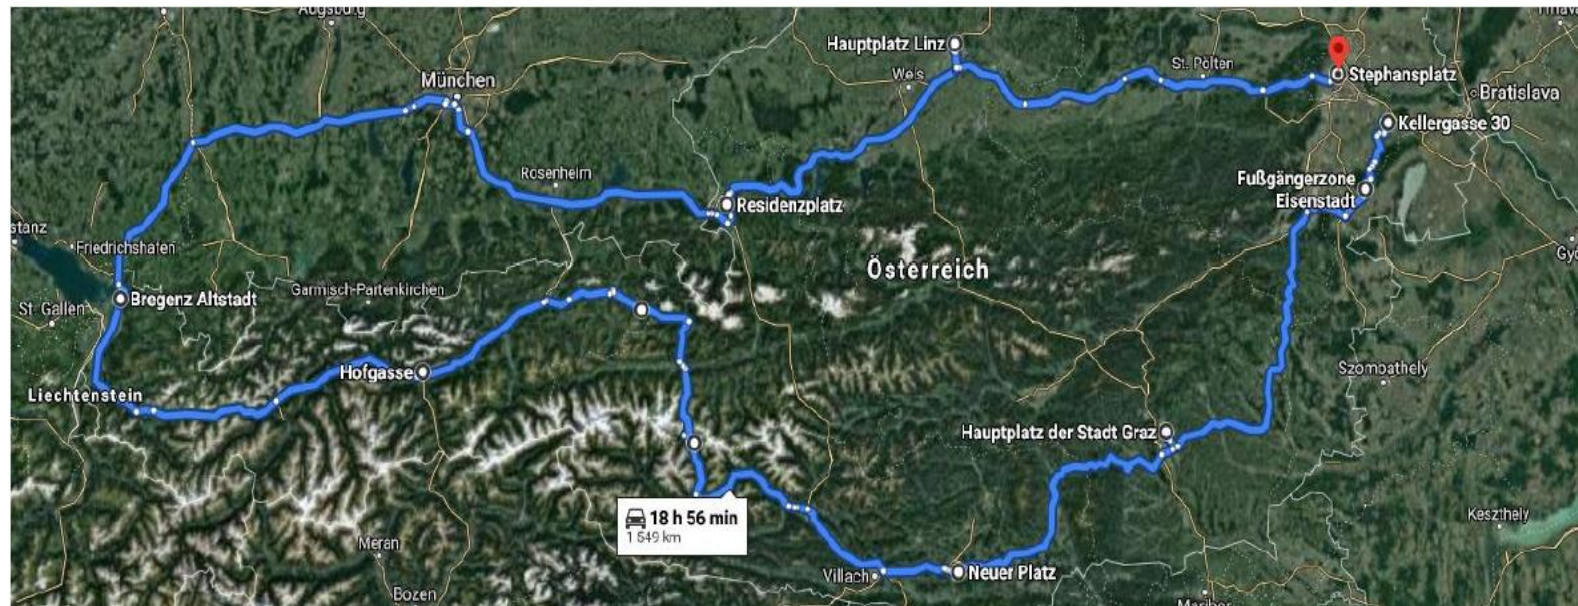 Augsburg
Hauptplatz Linz
München
Wels
St. Pölten
Stephansplatz
Bratislava
Kellergasse 30
Rosenheim
Fußgängerzone
Eisenstadt
Residenzplatz
stanz
Friedrichshafen
Österreich
Győ
Garmisch-Partenkirchen
Bregenz Altstadt
St. Gallen
Hofgasse
Szombathely
Liechtenstein
Hauptplatz der Stadt Graz
18 h 56 min
1 549 km
Keszthely
Meran
Villach
Neuer Platz
Bozen
Maribor